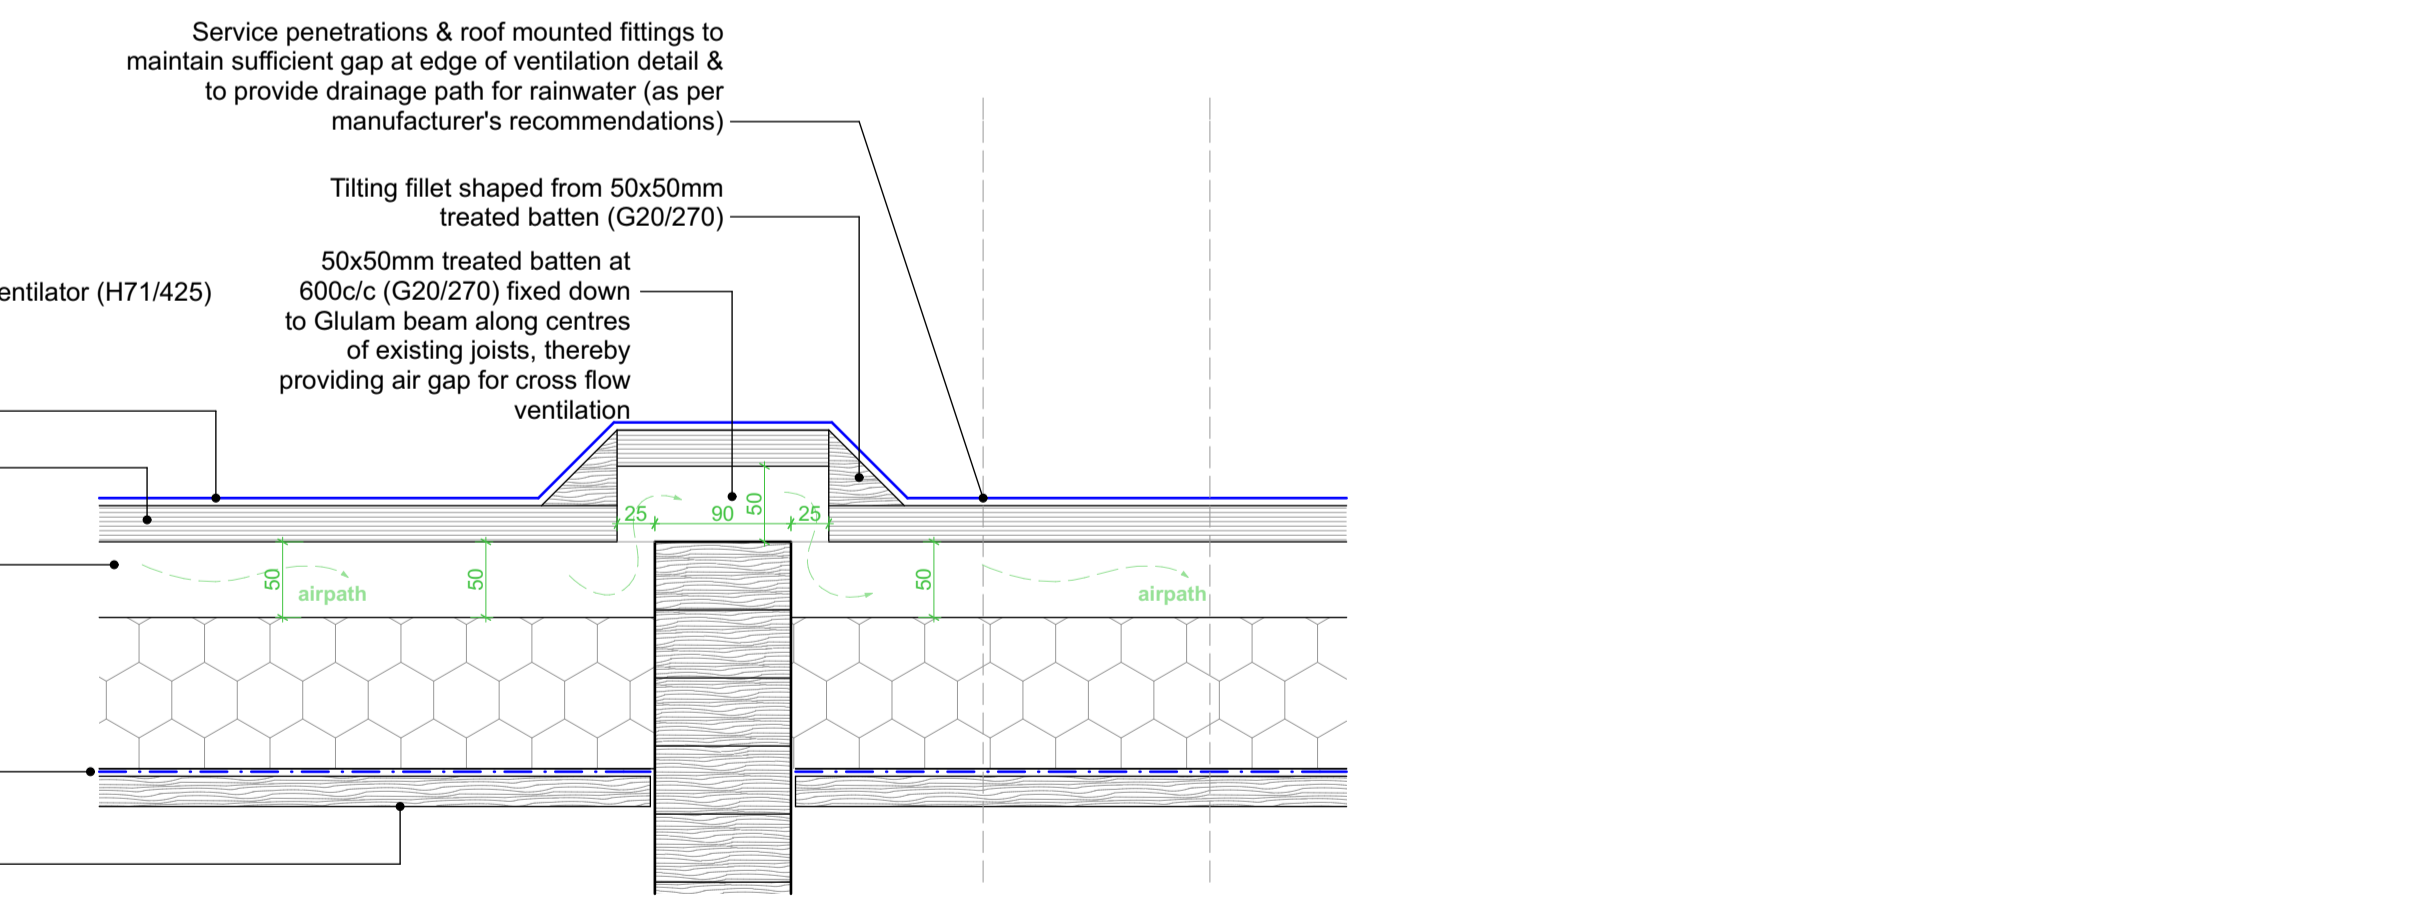 Service penetrations & roof mounted fittings to
maintain sufficient gap at edge of ventilation detail &
to provide drainage path for rainwater (as per
manufacturer's recommendations)
Tilting fillet shaped from 50x50mm
treated batten (G20/270)
50x50mm treated batten at
600c/c (G20/270) fixed down
to Glulam beam along centres
of existing joists, thereby
providing air gap for cross flow
ventilation
entilator (H71/425)
25
90
50
25
50
airpath
50
50
airpath